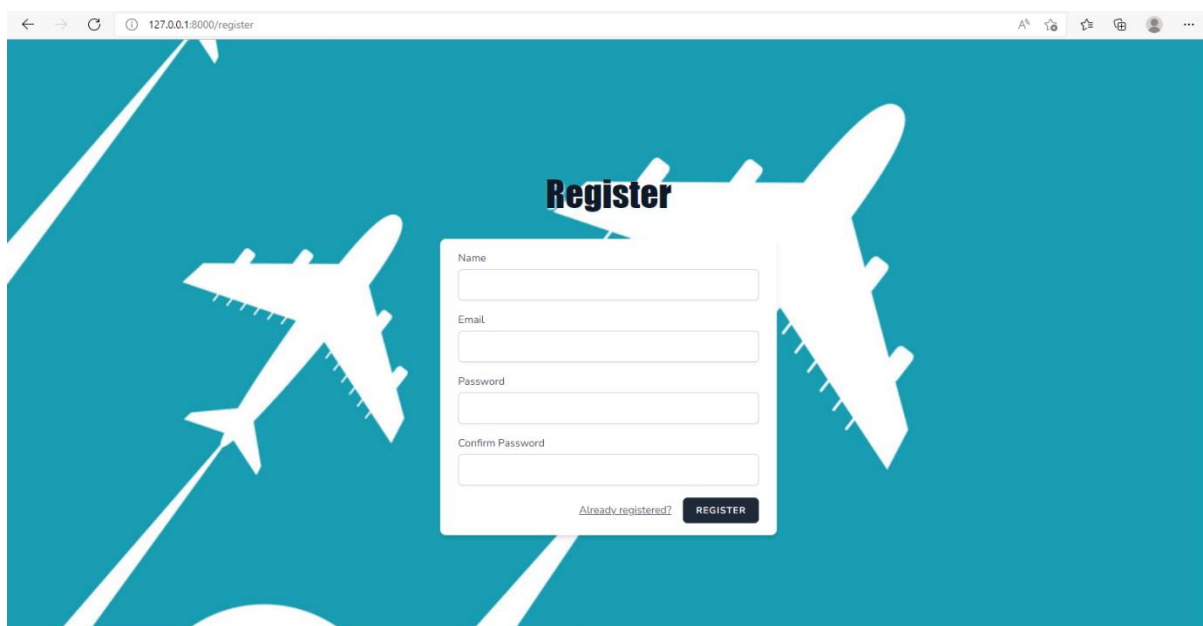 127.0.0.1:8000/register
Register
Name
Email
Password
Confirm Password
Already registered? REGISTER